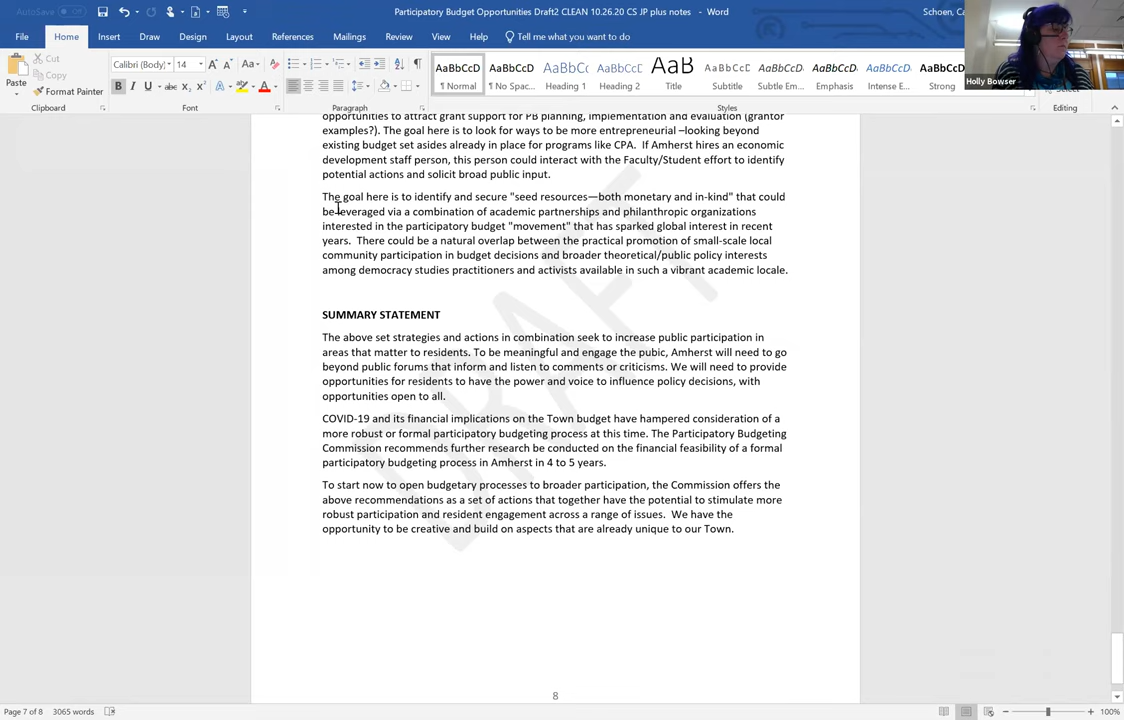 AutoSave
Off
Participatory Budget Opportunities Draft2 CLEAN 10.26.20 CS JP plus notes - Word
Schoen, Ca
File Home Insert Draw Design Layout References Mailings Review View Help Tell me what you want to do
Holly Bowser
Paste
Cut
Copy
Format Painter
Clipboard
Calibri (Body) 14
Font
Paragraph
AaBbCcD AaBbCcD AaBbCc AaBbCcD AaB AaBbCcD AaBbCcD AaBbCcD AaBbCcD AaBbCcD
¶ Normal ¶ No Spac... Heading 1 Heading 2 Title Subtitle Subtle Em... Emphasis Intense E... Strong
Styles
Select
Editing
opportunities to attract grant support for PB planning, implementation and evaluation (grantor
examples?). The goal here is to look for ways to be more entrepreneurial –looking beyond
existing budget set asides already in place for programs like CPA.  If Amherst hires an economic
development staff person, this person could interact with the Faculty/Student effort to identify
potential actions and solicit broad public input.
The goal here is to identify and secure "seed resources—both monetary and in-kind" that could
be leveraged via a combination of academic partnerships and philanthropic organizations
interested in the participatory budget "movement" that has sparked global interest in recent
years.  There could be a natural overlap between the practical promotion of small-scale local
community participation in budget decisions and broader theoretical/public policy interests
among democracy studies practitioners and activists available in such a vibrant academic locale.
SUMMARY STATEMENT
The above set strategies and actions in combination seek to increase public participation in
areas that matter to residents. To be meaningful and engage the pubic, Amherst will need to go
beyond public forums that inform and listen to comments or criticisms. We will need to provide
opportunities for residents to have the power and voice to influence policy decisions, with
opportunities open to all.
COVID-19 and its financial implications on the Town budget have hampered consideration of a
more robust or formal participatory budgeting process at this time. The Participatory Budgeting
Commission recommends further research be conducted on the financial feasibility of a formal
participatory budgeting process in Amherst in 4 to 5 years.
To start now to open budgetary processes to broader participation, the Commission offers the
above recommendations as a set of actions that together have the potential to stimulate more
robust participation and resident engagement across a range of issues.  We have the
opportunity to be creative and build on aspects that are already unique to our Town.
DRAFT
8
Page 7 of 8 3065 words
100%